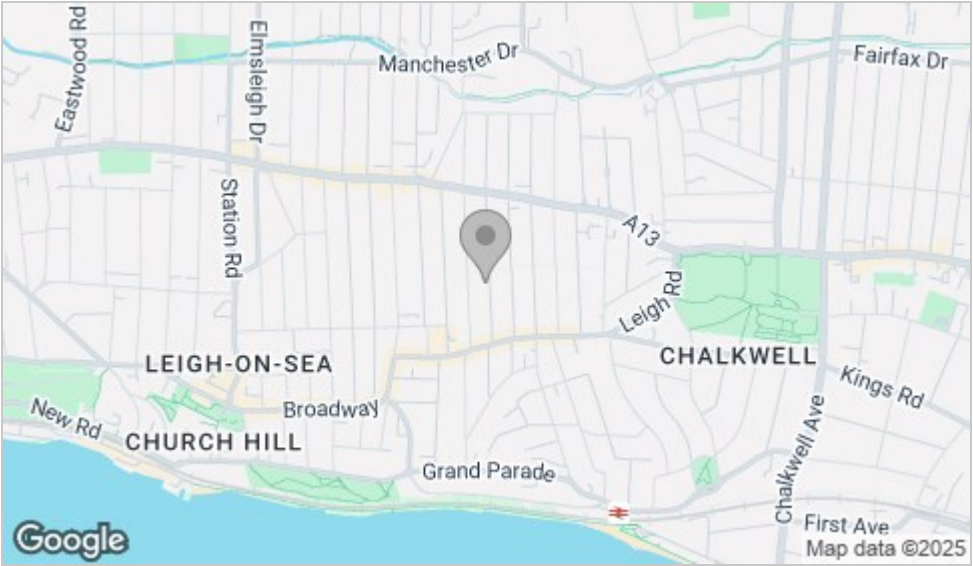 Eastwood Rd
Elmsleigh Dr
Manchester Dr
Fairfax Dr
Station Rd
A13
Leigh Rd
LEIGH-ON-SEA
CHALKWELL
Kings Rd
New Rd
Broadway
CHURCH HILL
Chalkwell Ave
Grand Parade
First Ave
Google
Map data ©2025